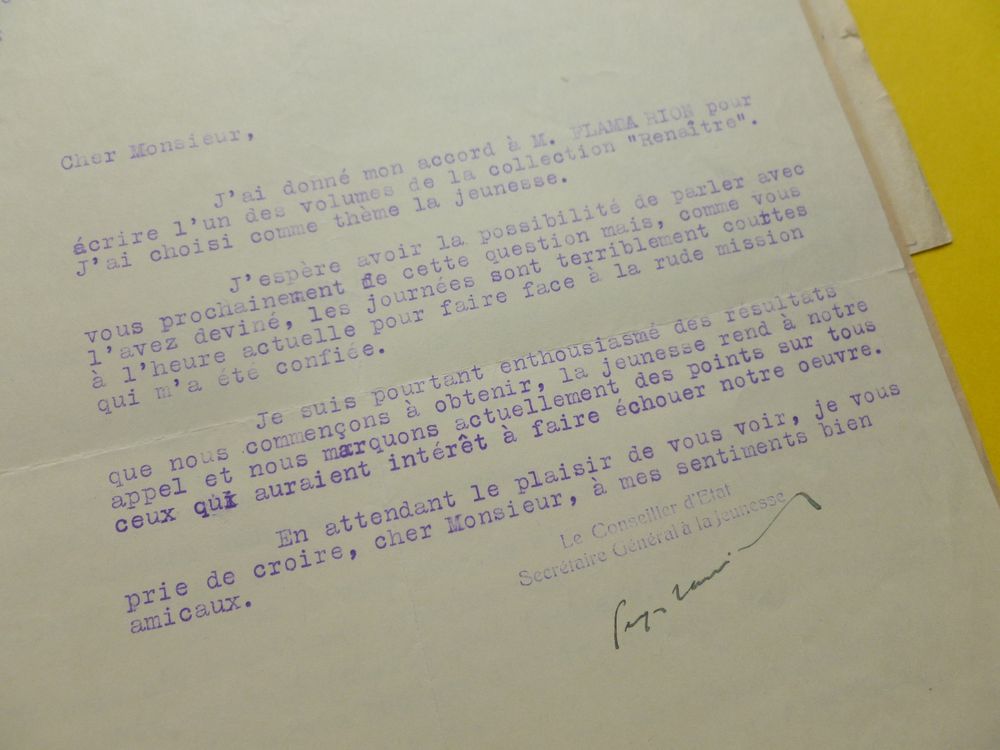 Cher Monsieur,
J'ai donné mon accord à M. FLAMMARION pour
écrire l'un des volumes de la collection "Renaître".
J'ai choisi comme thème la jeunesse.
J'espère avoir la possibilité de parler avec
vous prochainement de cette question mais, comme vous
l'avez deviné, les journées sont terriblement courtes
à l'heure actuelle pour faire face à la rude mission
qui m'a été confiée.
Je suis pourtant enthousiasmé des résultats
que nous commençons à obtenir, la jeunesse rend à notre
appel et nous marquons actuellement des points sur tous
ceux qui auraient intérêt à faire échouer notre oeuvre.
En attendant le plaisir de vous voir, je vous
prie de croire, cher Monsieur, à mes sentiments bien
amicaux.
Le Conseiller d'Etat
Secrétaire Général à la jeunesse